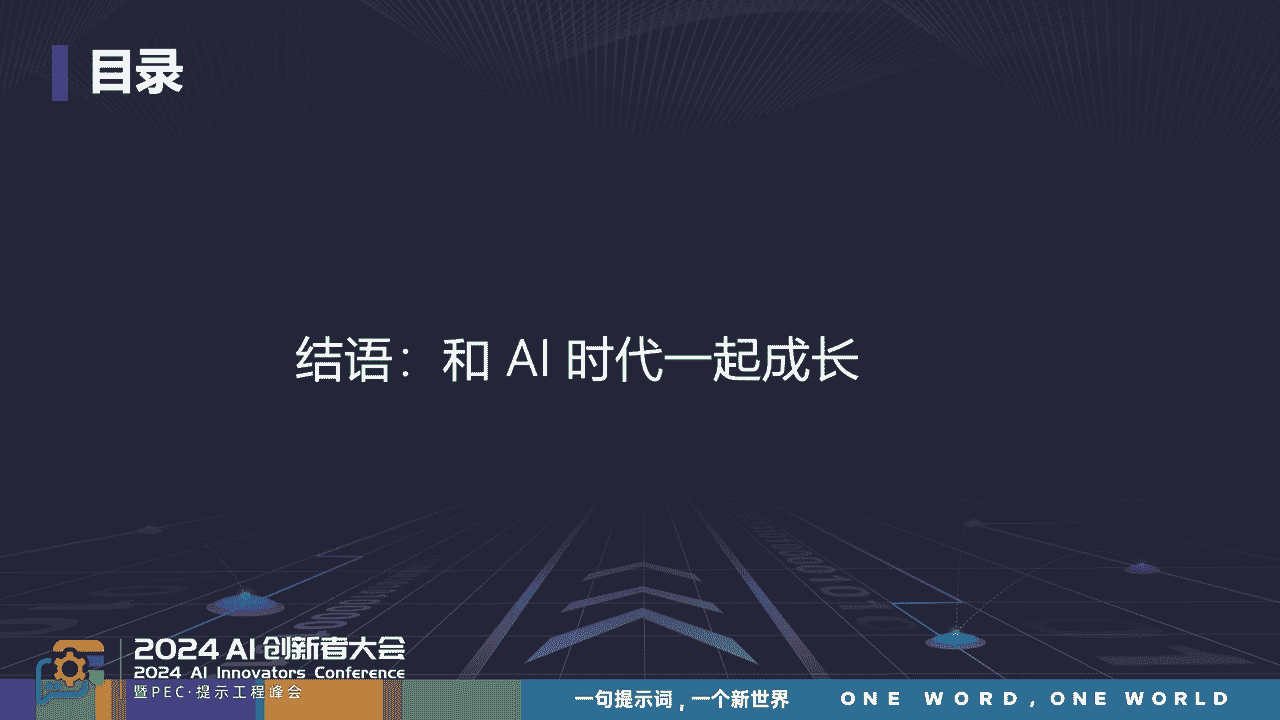 目录
结语：和 AI 时代一起成长
2024 AI 创新者大会
2024 AI Innovators Conference
暨PEC·提示工程峰会
一句提示词，一个新世界
ONE WORD, ONE WORLD